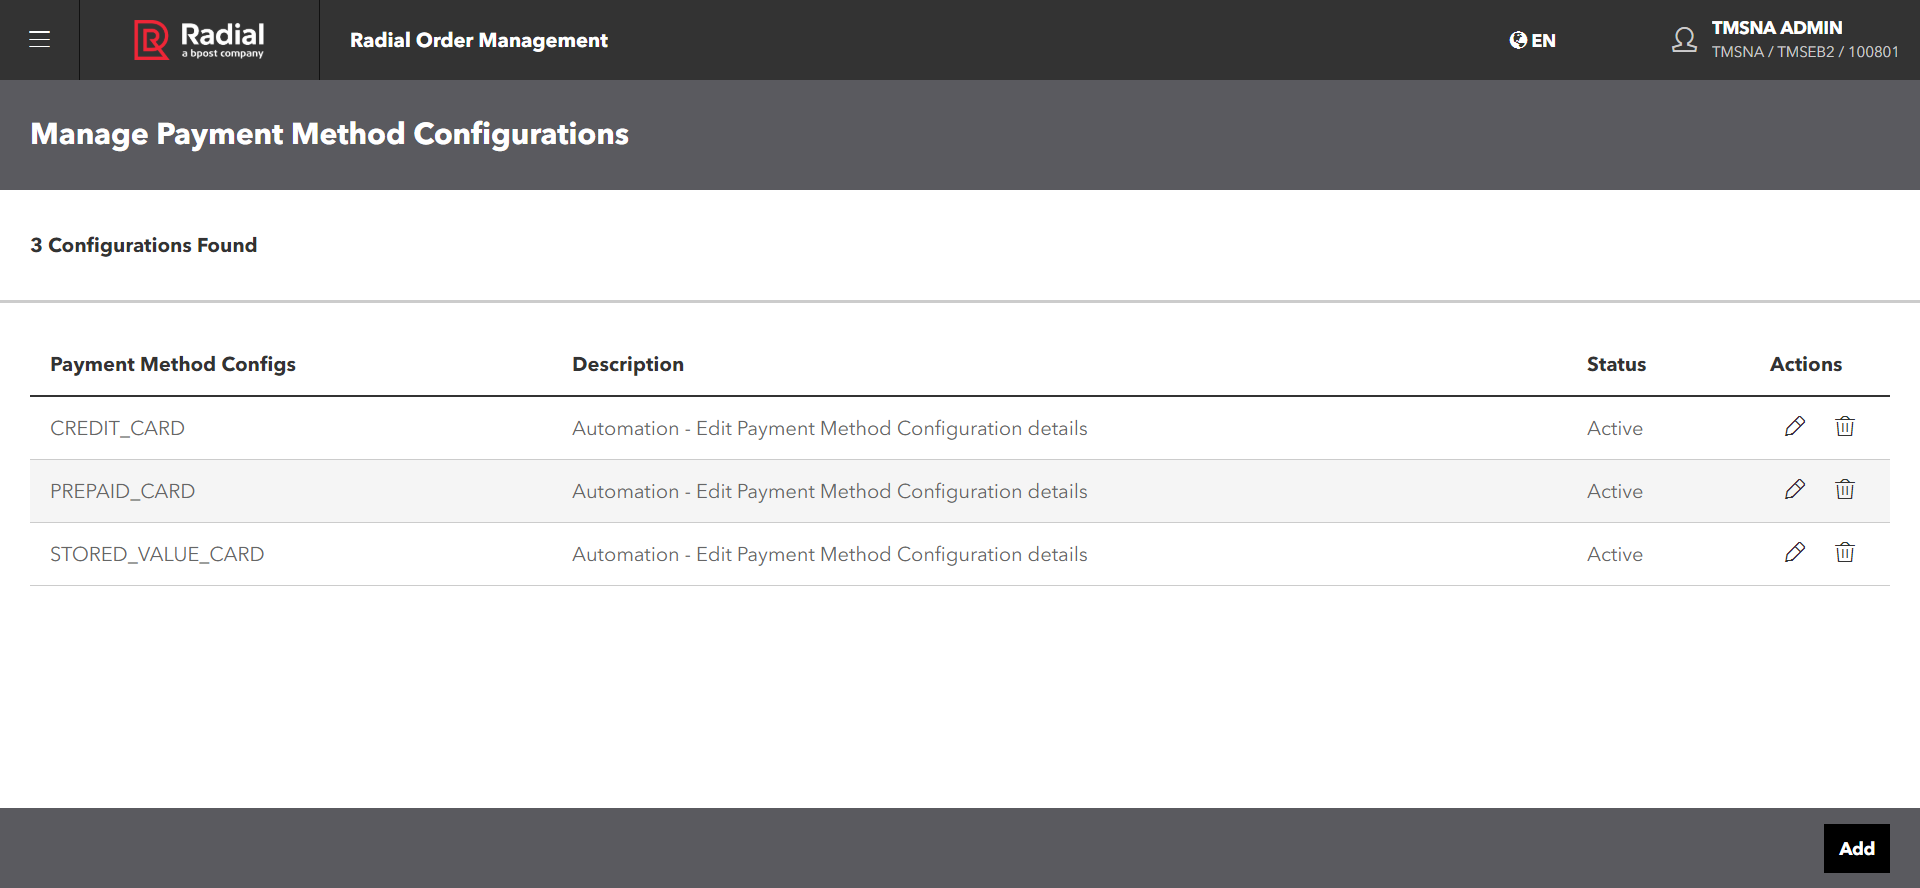 Radial
a bpost company
Radial Order Management
EN
TMSNA ADMIN
TMSNA / TMSEB2 / 100801
Manage Payment Method Configurations
3 Configurations Found
Payment Method Configs Description Status Actions
CREDIT_CARD Automation - Edit Payment Method Configuration details Active
PREPAID_CARD Automation - Edit Payment Method Configuration details Active
STORED_VALUE_CARD Automation - Edit Payment Method Configuration details Active
Add